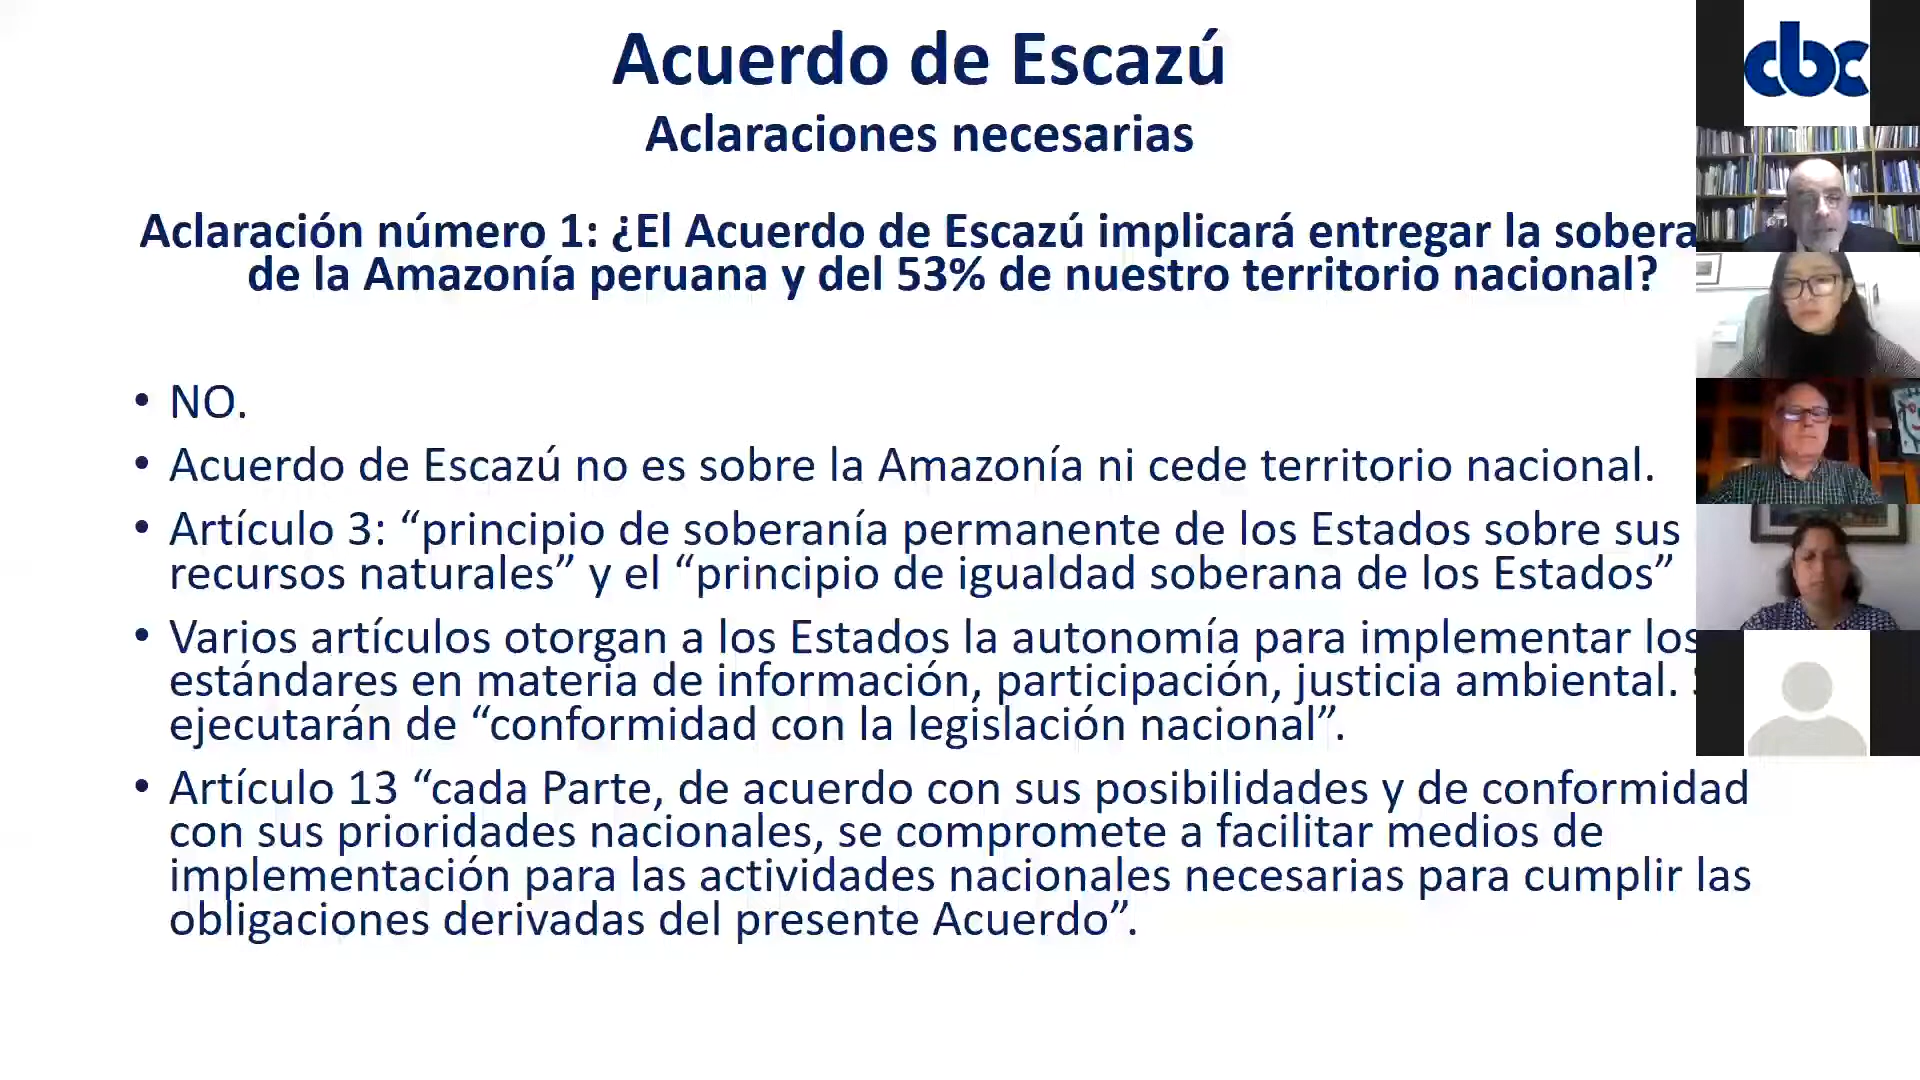 Acuerdo de Escazú
Aclaraciones necesarias
Aclaración número 1: ¿El Acuerdo de Escazú implicará entregar la
de la Amazonía peruana y del 53% de nuestro territorio nacional?
• NO.
• Acuerdo de Escazú no es sobre la Amazonía ni cede territorio nacional.
• Artículo 3: “principio de soberanía permanente de los Estados sobre sus
recursos naturales” y el “principio de igualdad soberana de los Estados”
• Varios artículos otorgan a los Estados la autonomía para implementar los
estándares en materia de información, participación, justicia ambiental.
ejecutarán de “conformidad con la legislación nacional”.
• Artículo 13 “cada Parte, de acuerdo con sus posibilidades y de conformidad
con sus prioridades nacionales, se compromete a facilitar medios de
implementación para las actividades nacionales necesarias para cumplir las
obligaciones derivadas del presente Acuerdo”.
cbc